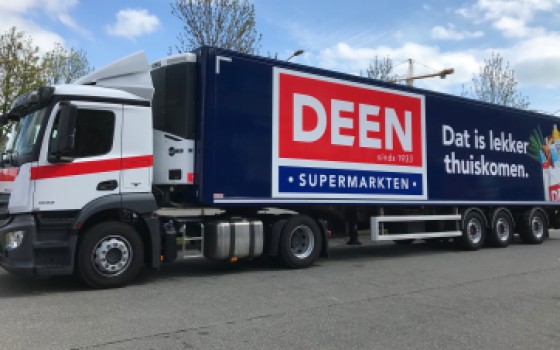 DEEN
sinds 1933
• SUPERMARKTEN •
Dat is lekker
thuiskomen.